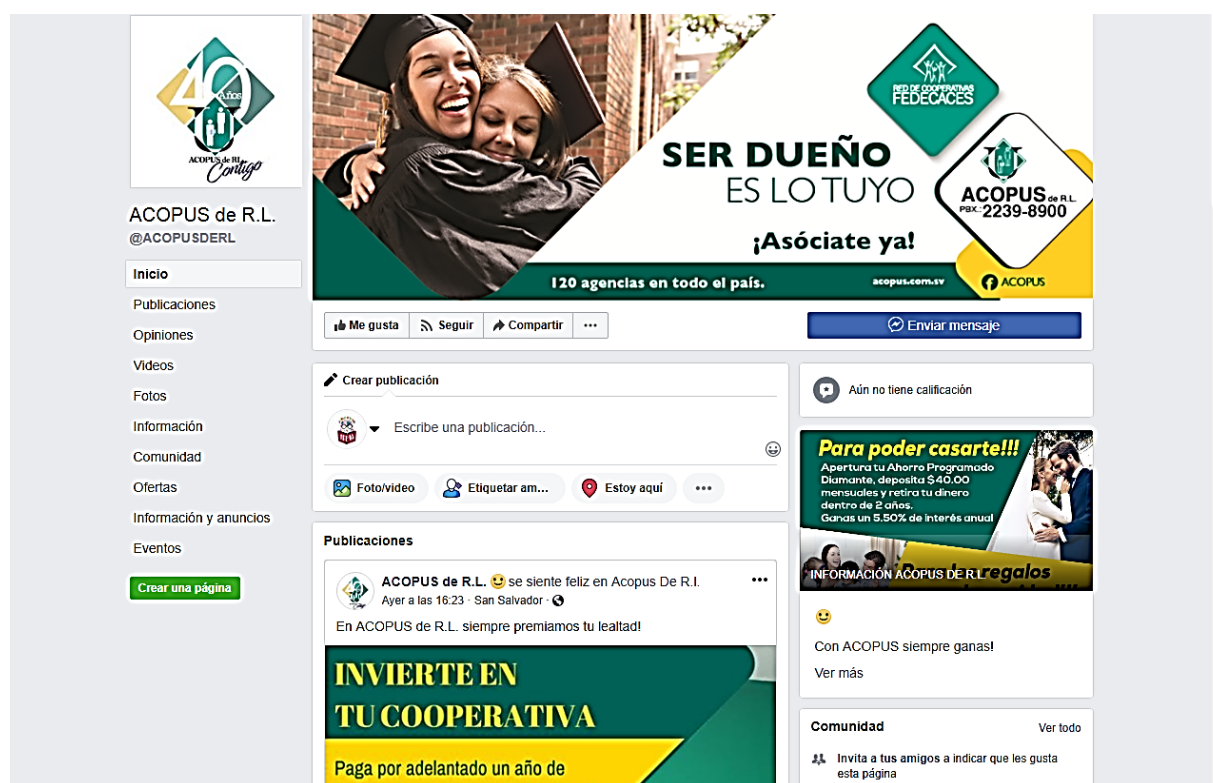 40
Años
ACOPUS de RL.
Contigo
ACOPUS de R.L.
@ACOPUSDERL
Inicio
Publicaciones
Opiniones
Videos
Fotos
Información
Comunidad
Ofertas
Información y anuncios
Eventos
Crear una página
RED DE COOPERATIVAS
FEDECACES
SER DUEÑO
ES LO TUYO
¡Asóciate ya!
ACOPUS de R.L.
PBX.: 2239-8900
120 agencias en todo el país.
acopus.com.sv
ACOPUS
Me gusta
Seguir
Compartir
Enviar mensaje
Crear publicación
Escribe una publicación...
Foto/video
Etiquetar am...
Estoy aquí
Publicaciones
ACOPUS de R.L. 🙂 se siente feliz en Acopus De R.l.
Ayer a las 16:23 · San Salvador ·
En ACOPUS de R.L. siempre premiamos tu lealtad!
INVIERTE EN
TU COOPERATIVA
Paga por adelantado un año de
Aún no tiene calificación
Para poder casarte!!!
Apertura tu Ahorro Programado
Diamante, deposita $40.00
mensuales y retira tu dinero
dentro de 2 años.
Ganas un 5.50% de interés anual
regalos
INFORMACIÓN ACOPUS DE R.L
🙂
Con ACOPUS siempre ganas!
Ver más
Comunidad
Ver todo
Invita a tus amigos a indicar que les gusta
esta página